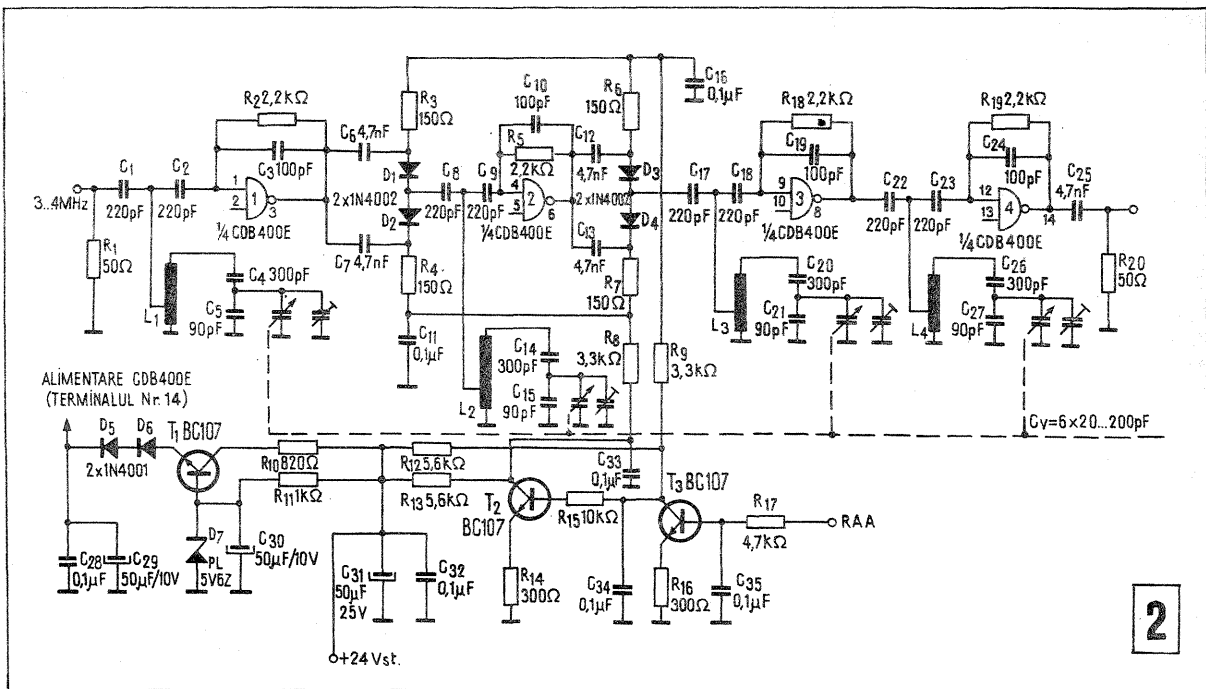 R2 2,2kΩ
C3 100pF
C1
220pF
C2
220pF
3..4MHz
R1
50Ω
1
2
1
3
¼ CDB400E
L1
C4 300pF
C5
90pF
C6 4,7nF
C7 4,7nF
R3
150Ω
D1
2x1N4002
D2
R4
150Ω
C11
0,1µF
C8
220pF
C9
220pF
C10
100pF
R5
2,2kΩ
4
5
2
6
¼CDB400E
C12
4,7nF
C13
4,7nF
R6
150Ω
D3
2x1N4002
D4
R7
150Ω
C16
0,1µF
L2
C14
300pF
C15
90pF
R8
3,3kΩ
R9
3,3kΩ
C17
220pF
C18
220pF
R18 2,2kΩ
C19
100pF
9
10
3
8
¼CDB400E
L3
C20
300pF
C21
90pF
C22
220pF
C23
220pF
R19 2,2kΩ
C24
100pF
12
13
4
14
¼CDB400E
C25
4,7nF
R20
50Ω
L4
C26
300pF
C27
90pF
Cv=6x20...200pF
ALIMENTARE CDB400E
(TERMINALUL Nr. 14)
D5
D6
2x1N4001
T1 BC107
R10 820Ω
R11 1kΩ
R12 5,6kΩ
R13 5,6kΩ
C28
0,1µF
C29
50µF/10V
D7
PL
5V6Z
C30
50µF/10V
C31
50µF
25V
C32
0,1µF
+24Vst.
T2
BC107
R14
300Ω
R15 10kΩ
C33
0,1µF
C34
0,1µF
T3 BC107
R16
300Ω
C35
0,1µF
R17
4,7kΩ
RAA
2